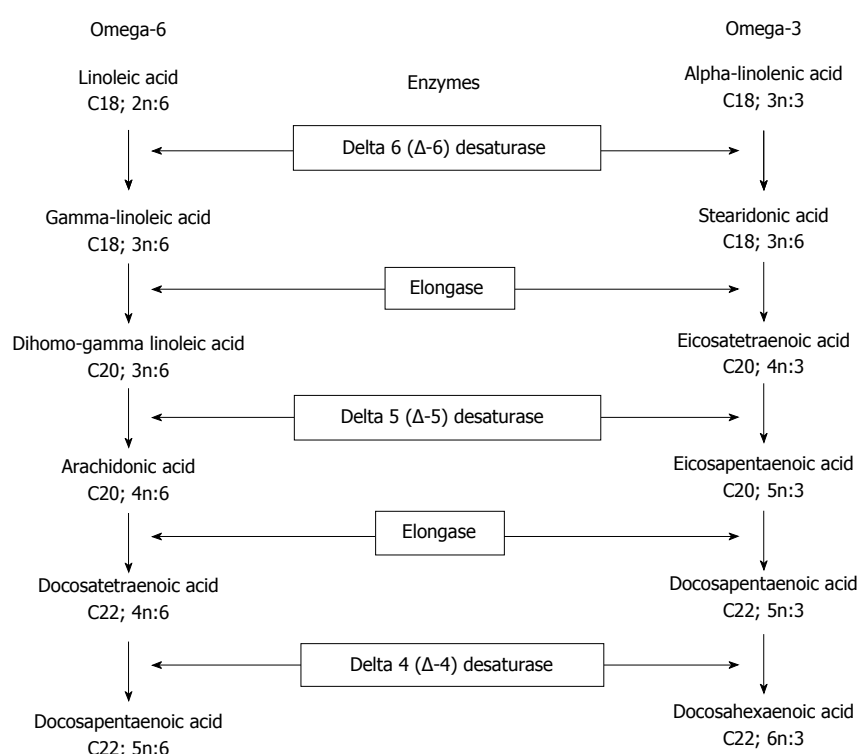 Omega-6
Omega-3
Linoleic acid
C18; 2n:6
Enzymes
Alpha-linolenic acid
C18; 3n:3
Delta 6 (Δ-6) desaturase
Gamma-linoleic acid
C18; 3n:6
Stearidonic acid
C18; 3n:6
Elongase
Dihomo-gamma linoleic acid
C20; 3n:6
Eicosatetraenoic acid
C20; 4n:3
Delta 5 (Δ-5) desaturase
Arachidonic acid
C20; 4n:6
Eicosapentaenoic acid
C20; 5n:3
Elongase
Docosatetraenoic acid
C22; 4n:6
Docosapentaenoic acid
C22; 5n:3
Delta 4 (Δ-4) desaturase
Docosapentaenoic acid
C22; 5n:6
Docosahexaenoic acid
C22; 6n:3